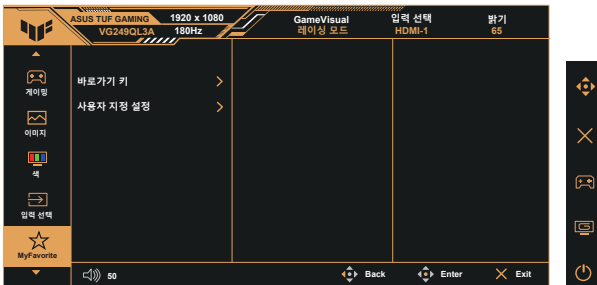 ASUS TUF GAMING 1920 x 1080 GameVisual 입력 선택 밝기
VG249QL3A 180Hz 레이싱 모드 HDMI-1 65
게이밍
이미지
색
입력 선택
MyFavorite
바로가기 키
사용자 지정 설정
50 Back Enter Exit